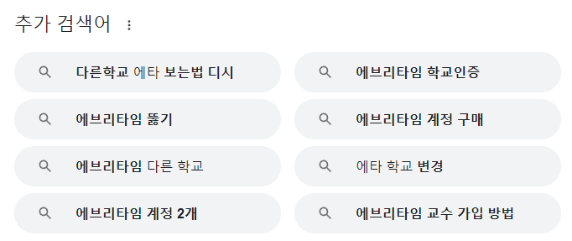 추가 검색어
다른학교 에타 보는법 디시
에브리타임 학교인증
에브리타임 뚫기
에브리타임 계정 구매
에브리타임 다른 학교
에타 학교 변경
에브리타임 계정 2개
에브리타임 교수 가입 방법